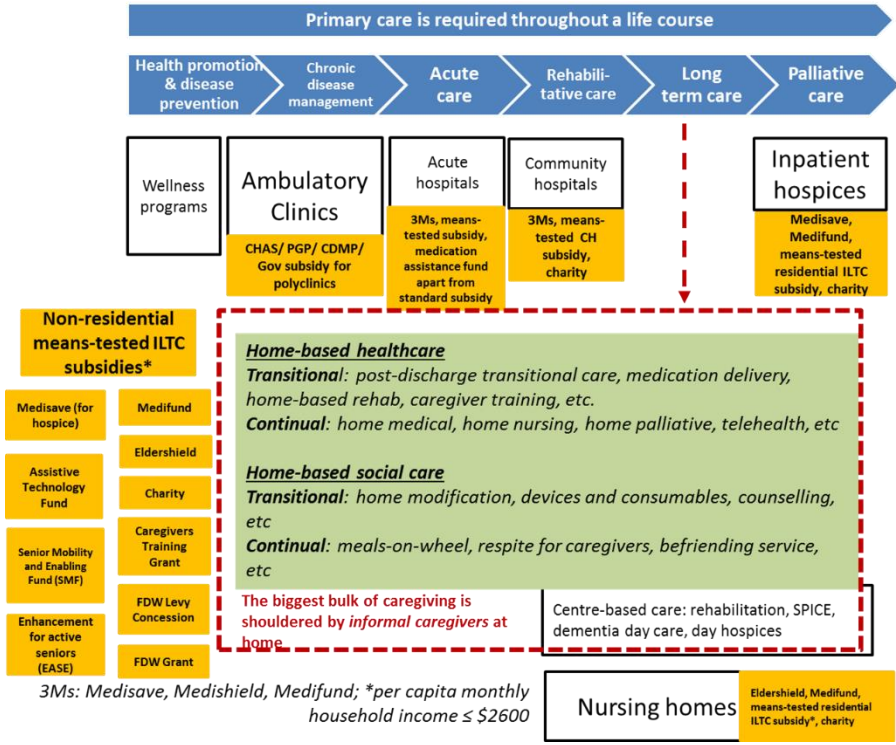 Primary care is required throughout a life course
Health promotion
& disease
prevention
Chronic
disease
management
Acute
care
Rehabili-
tative care
Long
term care
Palliative
care
Wellness
programs
Ambulatory
Clinics
CHAS/ PGP/ CDMP/
Gov subsidy for
polyclinics
Acute
hospitals
3Ms, means-
tested subsidy,
medication
assistance fund
apart from
standard subsidy
Community
hospitals
3Ms, means-
tested CH
subsidy,
charity
Inpatient
hospices
Medisave,
Medifund,
means-tested
residential ILTC
subsidy, charity
Non-residential
means-tested ILTC
subsidies*
Medisave (for
hospice)
Assistive
Technology
Fund
Senior Mobility
and Enabling
Fund (SMF)
Enhancement
for active
seniors
(EASE)
Medifund
Eldershield
Charity
Caregivers
Training
Grant
FDW Levy
Concession
FDW Grant
Home-based healthcare
Transitional: post-discharge transitional care, medication delivery,
home-based rehab, caregiver training, etc.
Continual: home medical, home nursing, home palliative, telehealth, etc
Home-based social care
Transitional: home modification, devices and consumables, counselling,
etc
Continual: meals-on-wheel, respite for caregivers, befriending service,
etc
The biggest bulk of caregiving is
shouldered by informal caregivers at
home
Centre-based care: rehabilitation, SPICE,
dementia day care, day hospices
3Ms: Medisave, Medishield, Medifund; *per capita monthly
household income ≤ $2600
Nursing homes
Eldershield, Medifund,
means-tested residential
ILTC subsidy*, charity